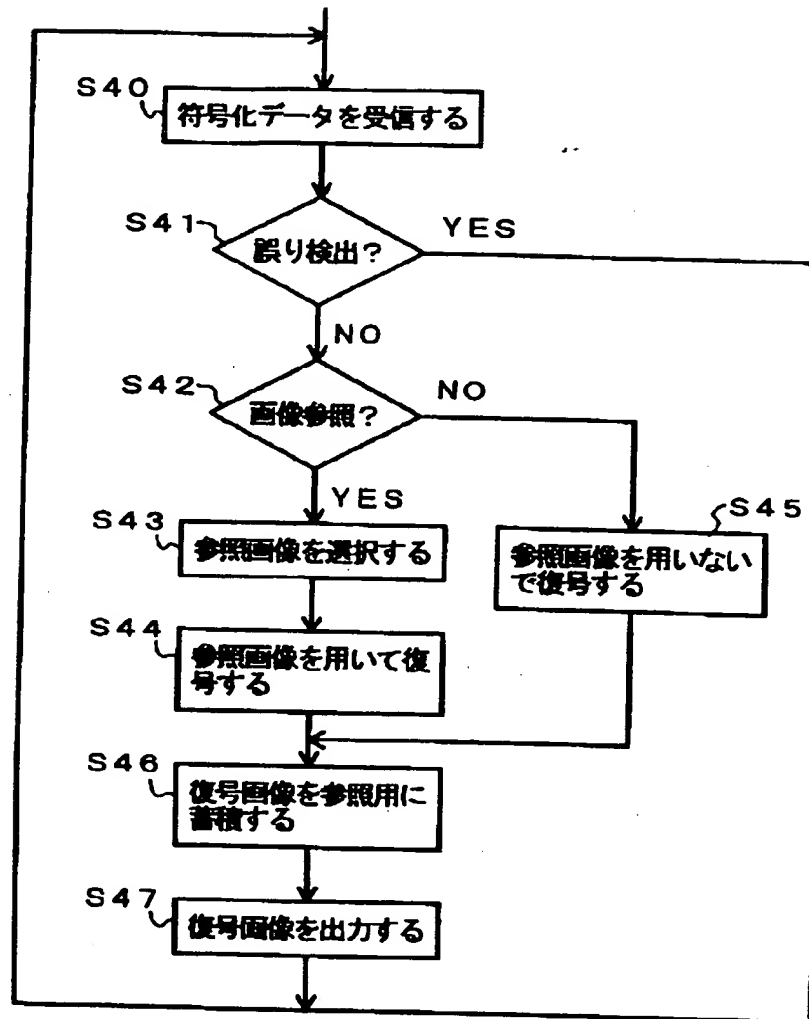 S40
符号化データを受信する
S41
誤り検出?
YES
NO
S42
画像参照?
NO
YES
S43
参照画像を選択する
S45
参照画像を用いない
で復号する
S44
参照画像を用いて復
号する
S46
復号画像を参照用に
蓄積する
S47
復号画像を出力する